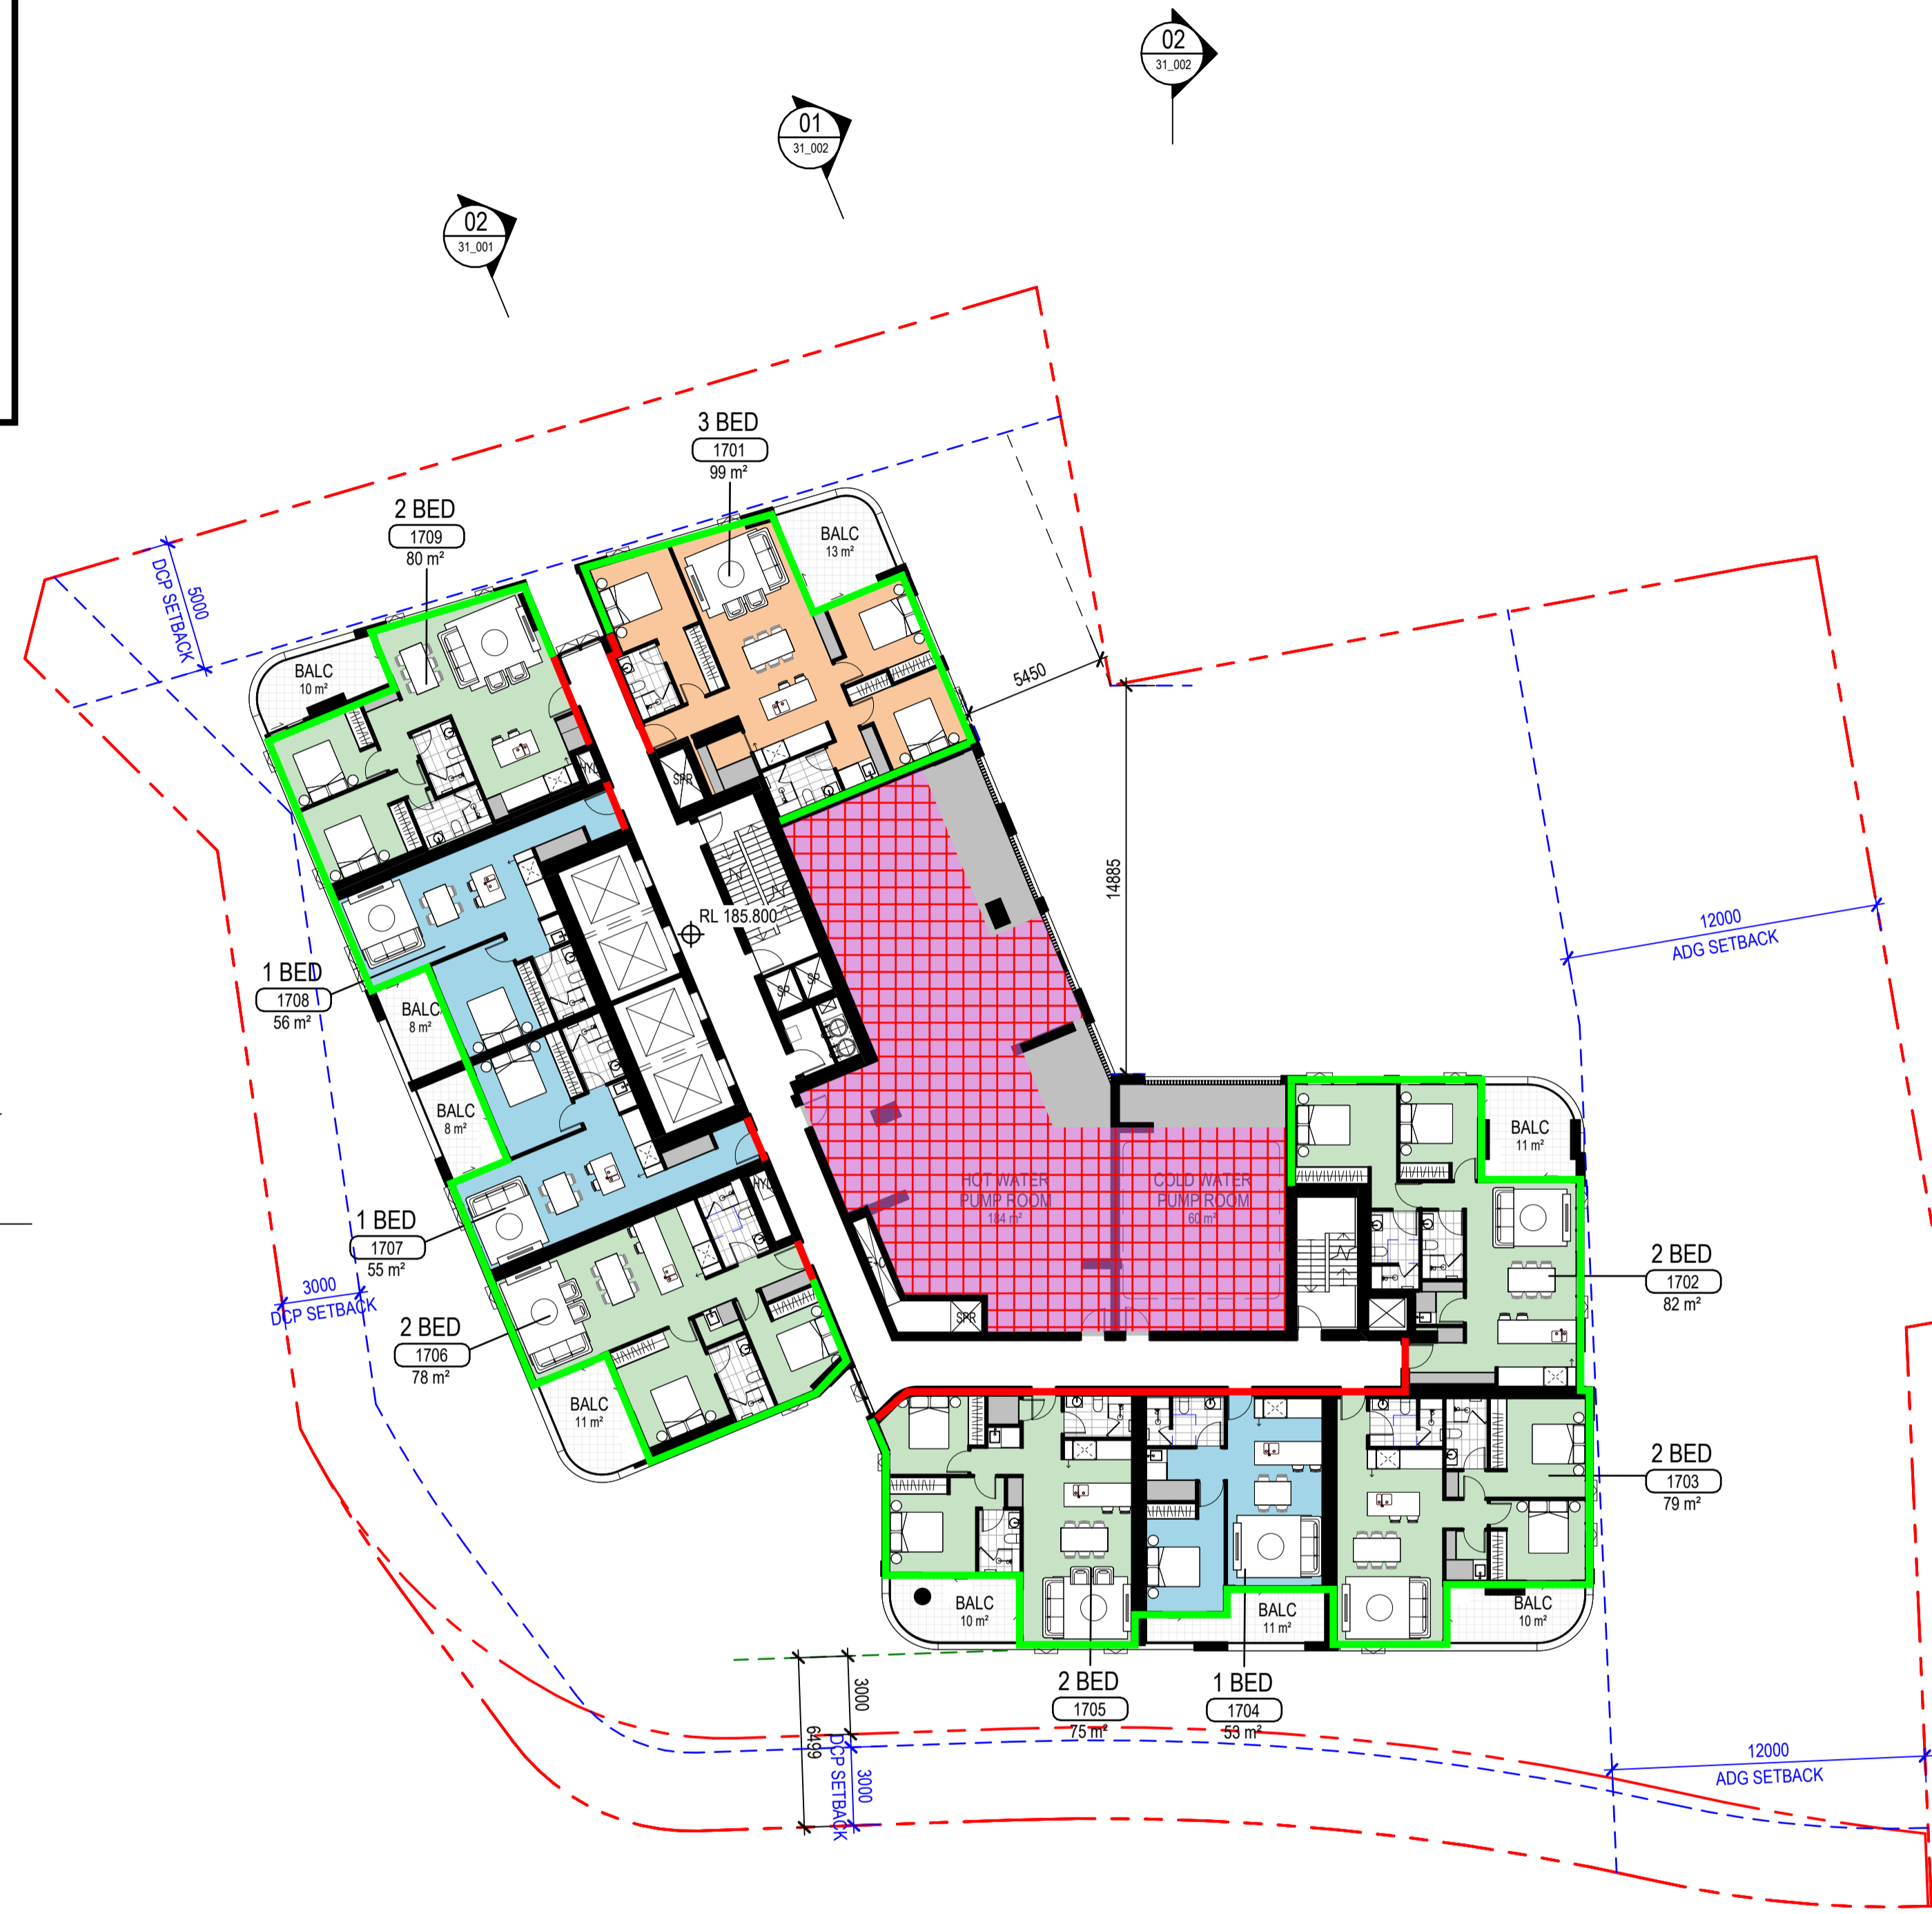 02
31_002
01
31_002
02
31_001
3 BED
1701
99 m²
2 BED
1709
80 m²
5000
DCP SETBACK
BALC
13 m²
BALC
10 m²
5450
HYD
SPR
14885
RL 185.800
12000
ADG SETBACK
1 BED
1708
56 m²
BALC
8 m²
SP
SP
BALC
8 m²
BALC
11 m²
HOT WATER
PUMP ROOM
184 m²
COLD WATER
PUMP ROOM
60 m²
HYD
1 BED
1707
55 m²
2 BED
1702
82 m²
3000
DCP SETBACK
SPR
2 BED
1706
78 m²
BALC
11 m²
2 BED
1703
79 m²
BALC
10 m²
BALC
11 m²
BALC
10 m²
2 BED
1705
75 m²
1 BED
1704
53 m²
3000
6499
DCP SETBACK
3000
12000
ADG SETBACK